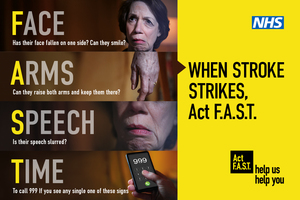 FACE
Has their face fallen on one side? Can they smile?
ARMS
Can they raise both arms and keep them there?
SPEECH
Is their speech slurred?
TIME
To call 999 If you see any single one of these signs
999
NHS
WHEN STROKE
STRIKES,
Act F.A.S.T.
Act
F.A.S.T.
help us
help you